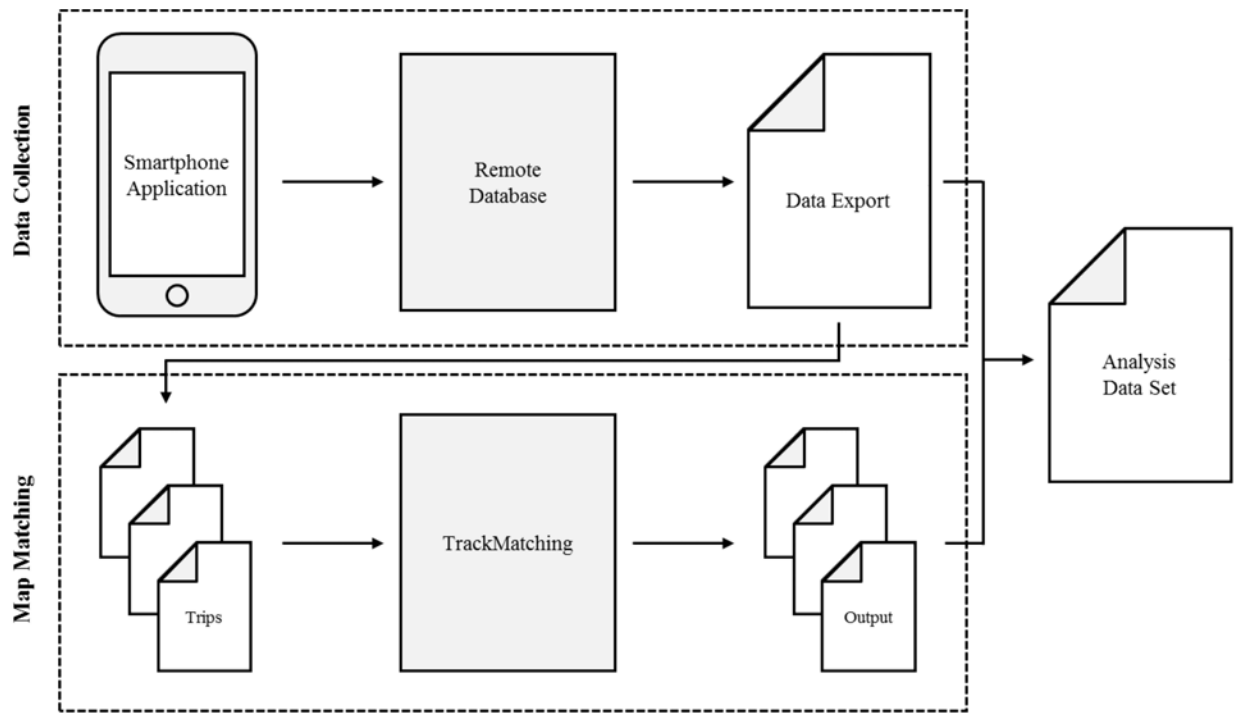 Data Collection
Smartphone
Application
Remote
Database
Data Export
Analysis
Data Set
Map Matching
Trips
TrackMatching
Output